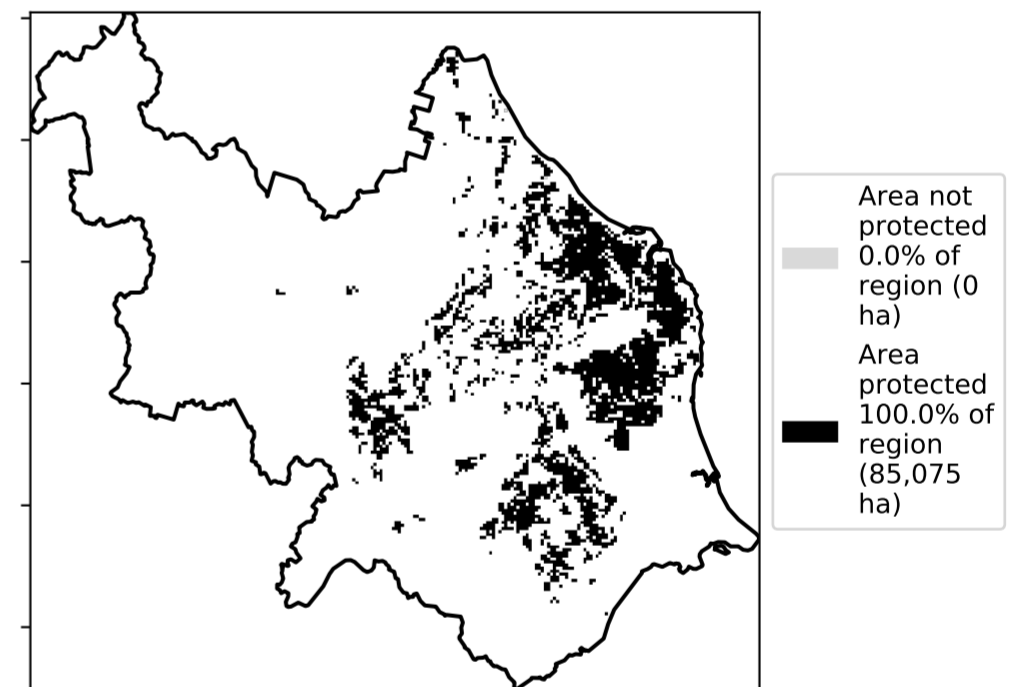 Area not
protected
0.0% of
region (0
ha)
Area
protected
100.0% of
region
(85,075
ha)